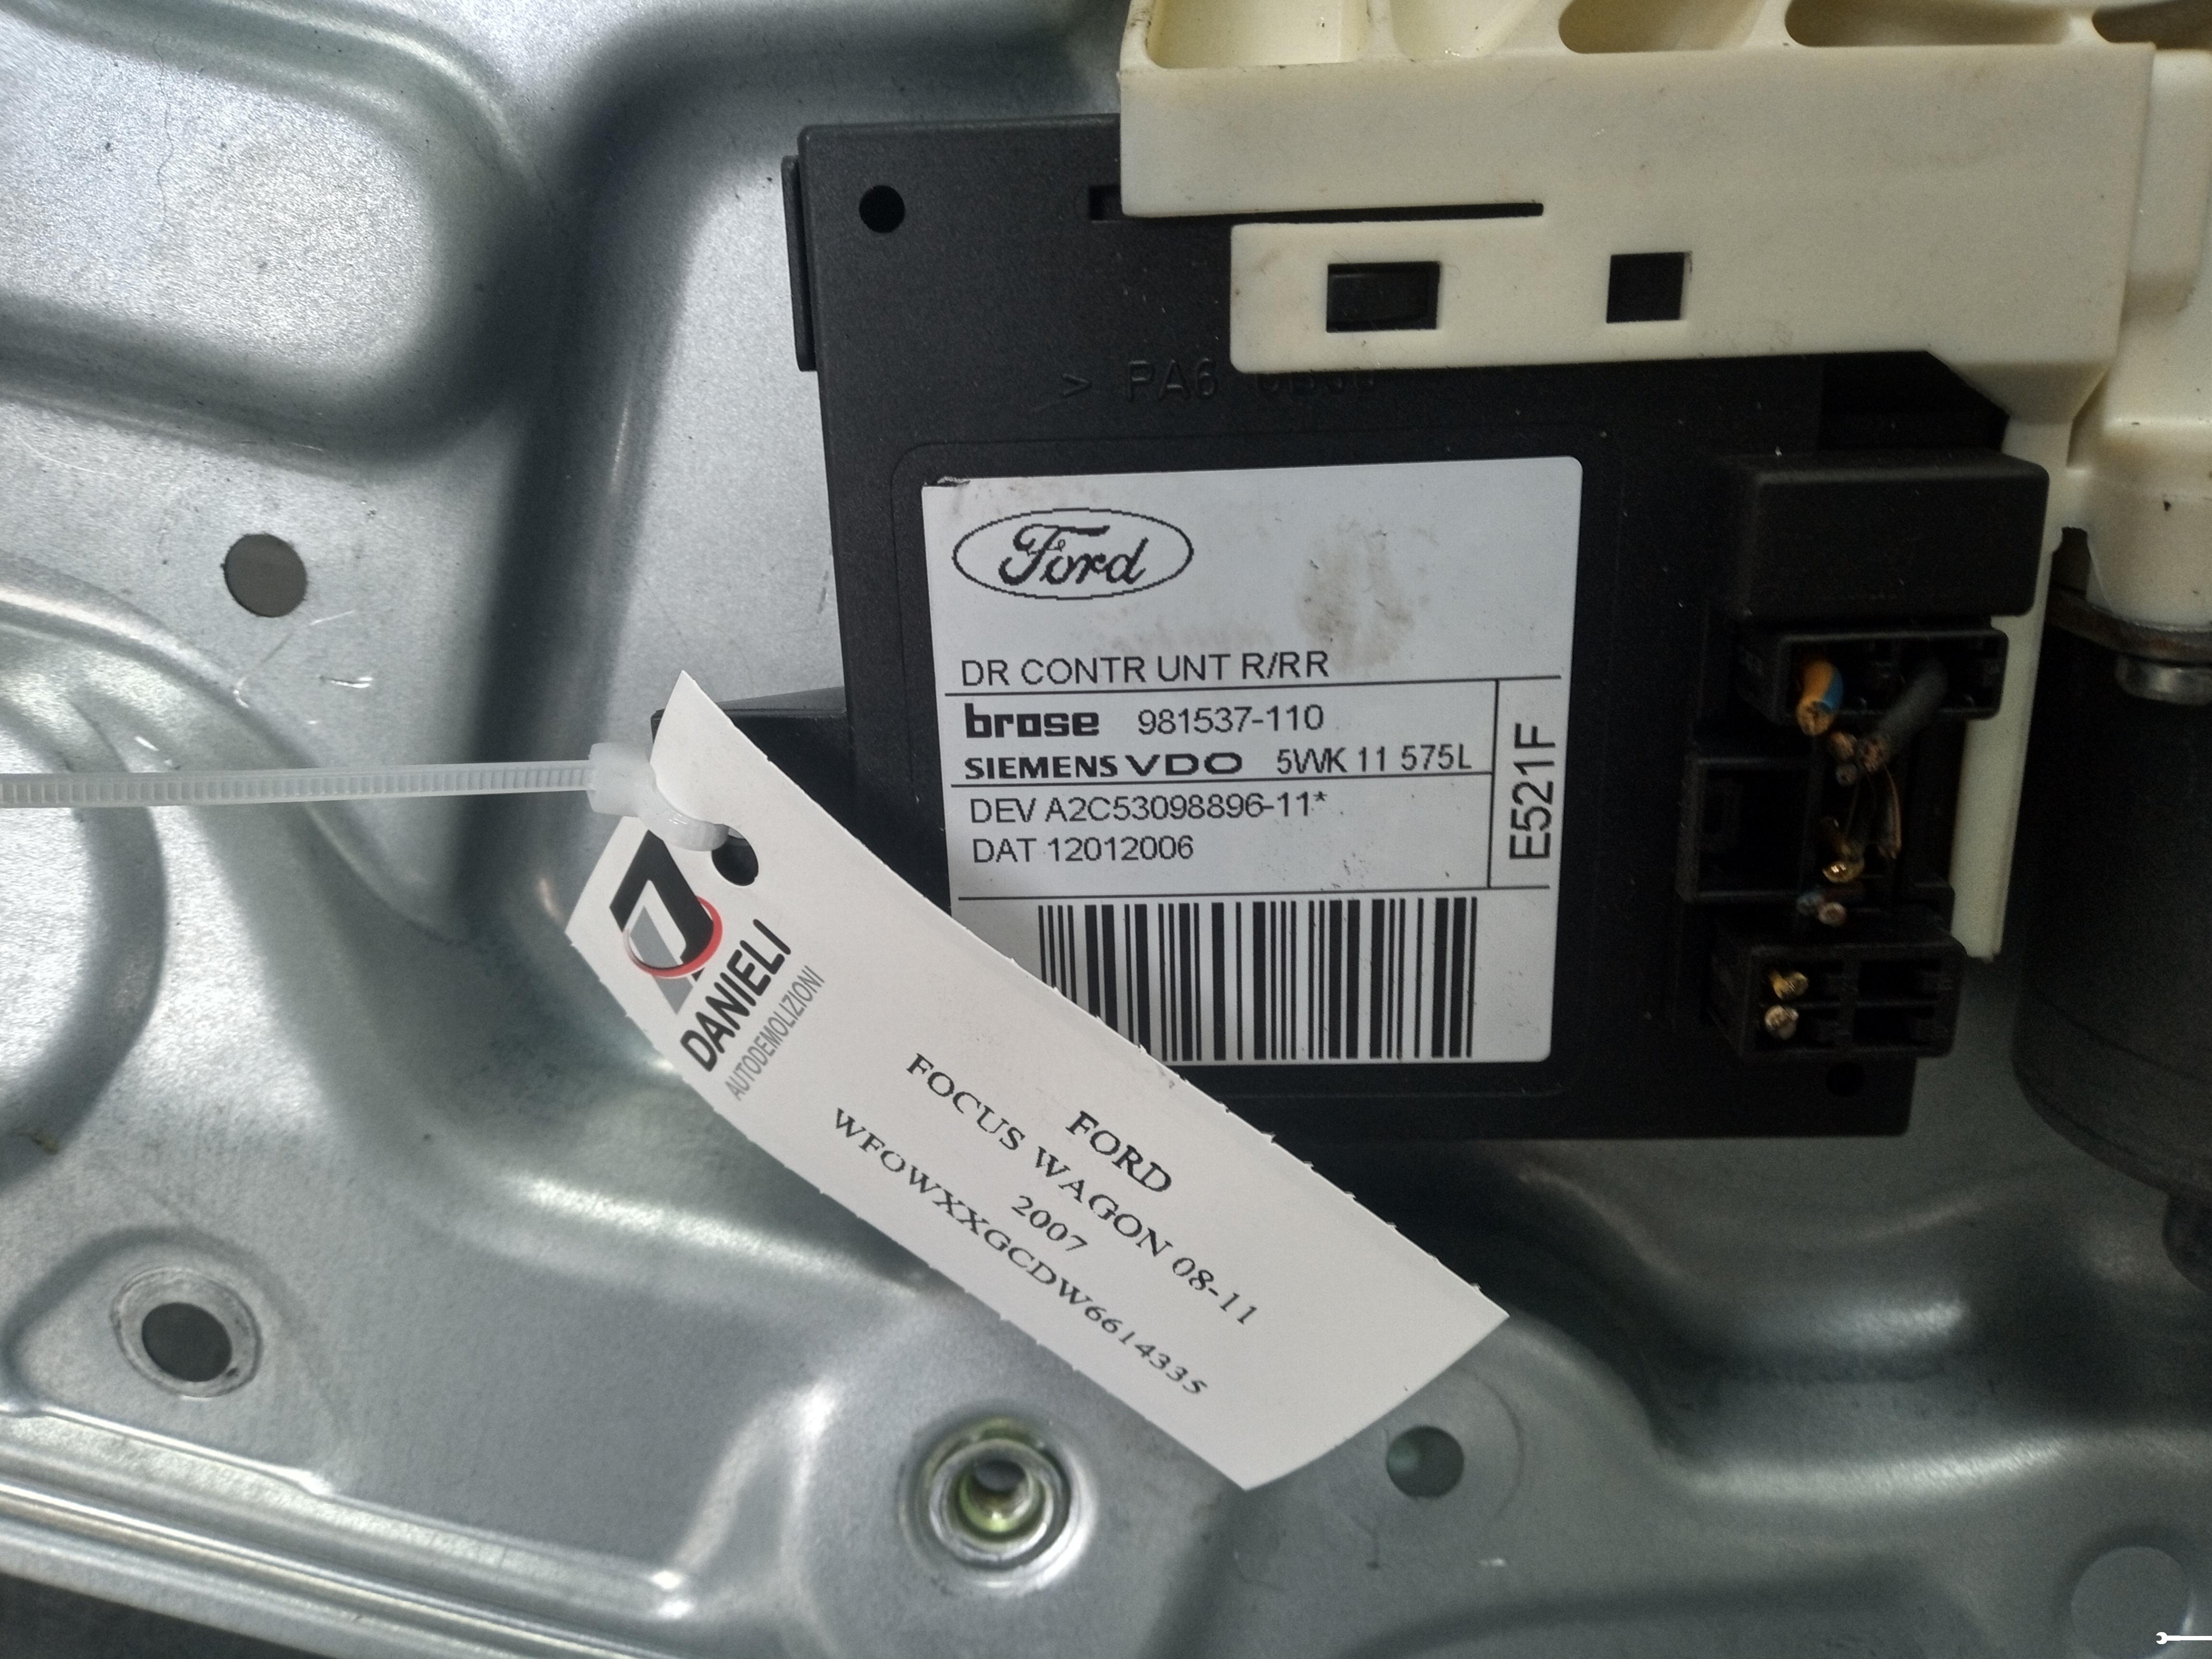 > PA6
Ford
DR CONTR UNT R/RR
brose 981537-110
SIEMENS VDO 5WK 11 575L
DEV A2C53098896-11*
DAT 12012006
E521F
DANIELI
AUTODEMOLIZIONI
FORD
FOCUS WAGON 08-11
2007
WFOWXXGCDW6614335